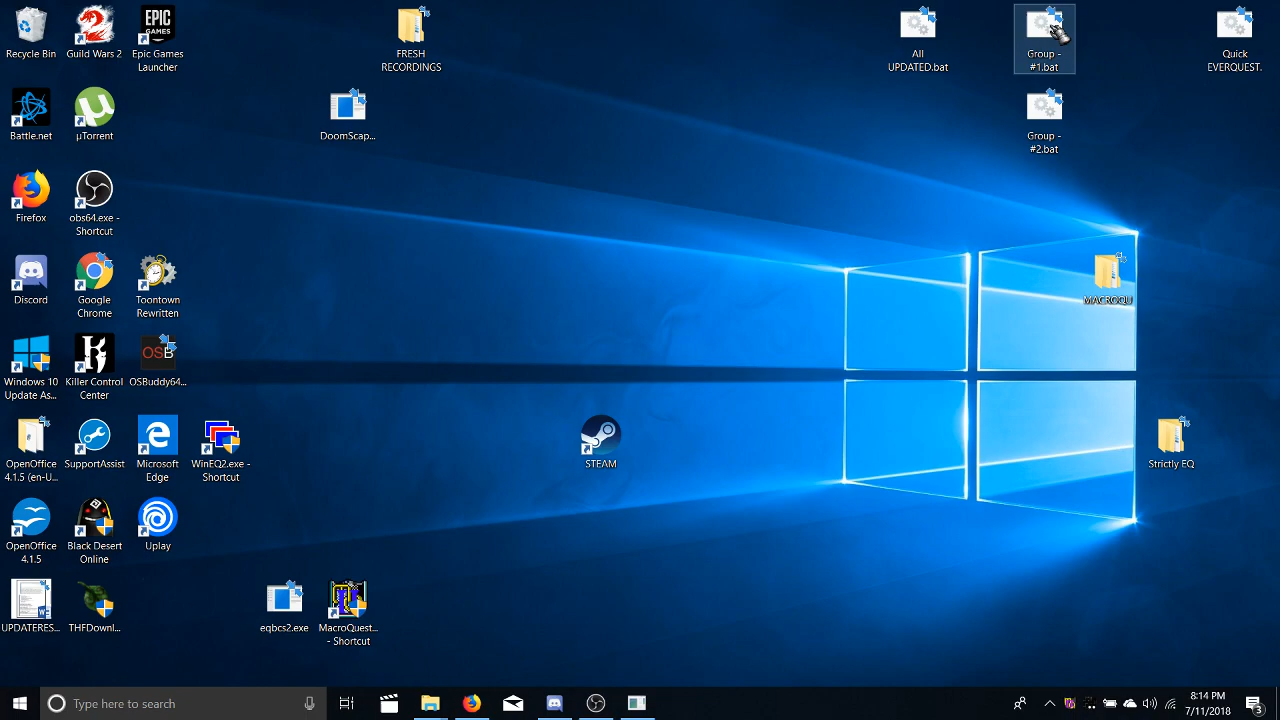 Recycle Bin
Guild Wars 2
EPIC
GAMES
Epic Games
Launcher
FRESH
RECORDINGS
All
UPDATED.bat
Group -
#1.bat
Quick
EVERQUEST.
Battle.net
µ
µTorrent
DoomScap...
Group -
#2.bat
Firefox
obs64.exe -
Shortcut
Discord
Google
Chrome
Toontown
Rewritten
MACROQU
Windows 10
Update As...
K
Killer Control
Center
OSB
OSBuddy64...
OpenOffice
4.1.5 (en-U...
SupportAssist
Microsoft
Edge
WinEQ2.exe -
Shortcut
STEAM
Strictly EQ
OpenOffice
4.1.5
Black Desert
Online
Uplay
UPDATERES...
THFDownl...
eqbcs2.exe
MacroQuest...
- Shortcut
Type here to search
8:14 PM
7/11/2018
3